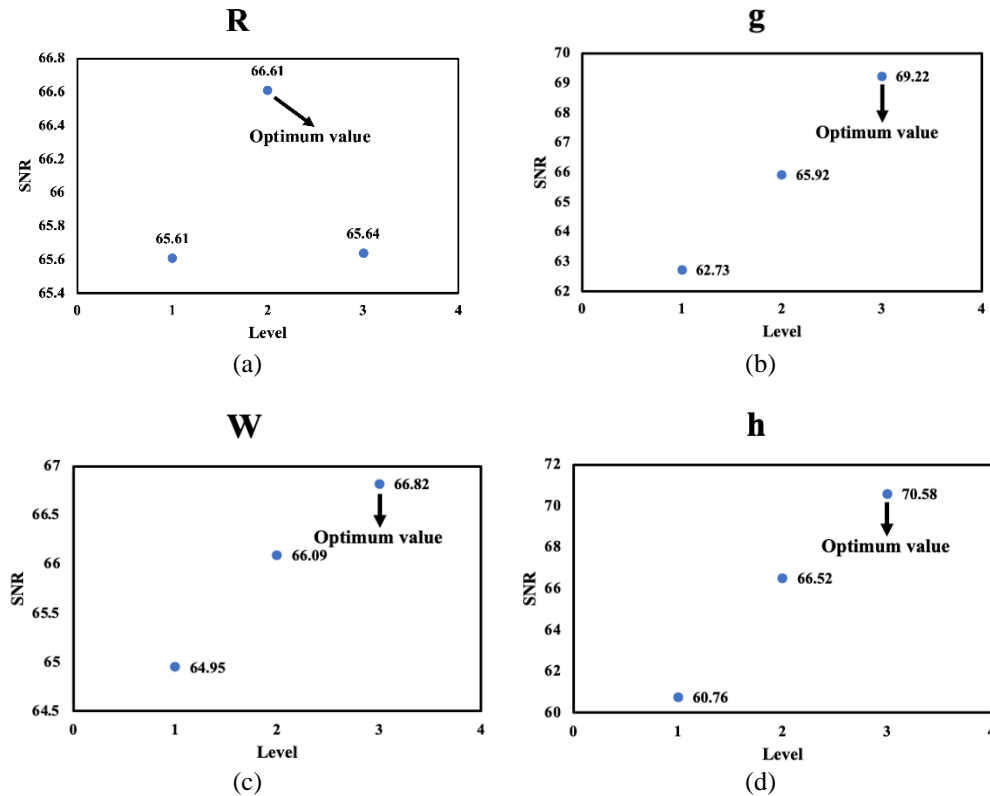 R
66.8
66.6
66.4
66.2
66
65.8
65.6
65.4
SNR
66.61
Optimum value
65.61
65.64
0 1 2 3 4
Level
(a)
g
70
69
68
67
66
65
64
63
62
SNR
69.22
Optimum value
65.92
62.73
0 1 2 3 4
Level
(b)
W
67
66.5
66
65.5
65
64.5
SNR
66.82
Optimum value
66.09
64.95
0 1 2 3 4
Level
(c)
h
72
70
68
66
64
62
60
SNR
70.58
Optimum value
66.52
60.76
0 1 2 3 4
Level
(d)